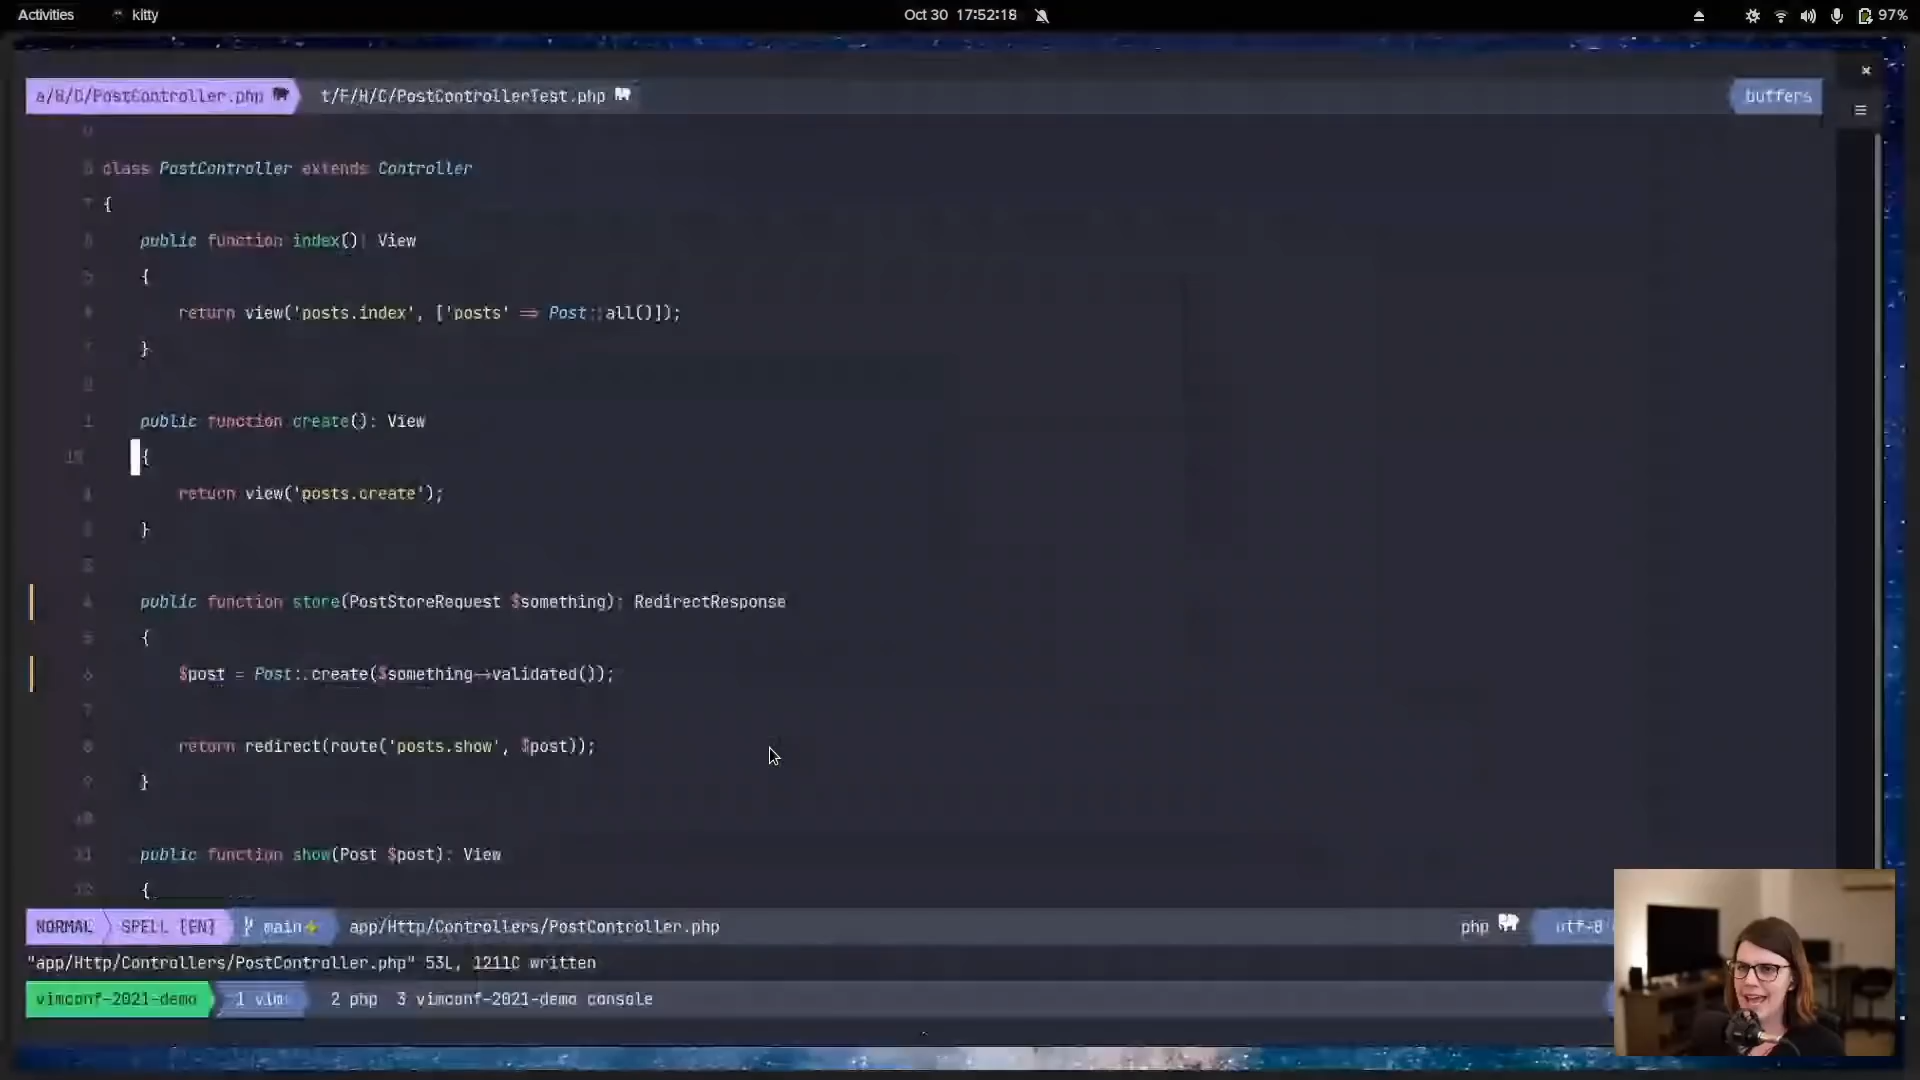 Activities kitty Oct 30 17:52:18 97%
a/H/C/PostController.php t/F/H/C/PostControllerTest.php buffers
class PostController extends Controller
{
public function index(): View
{
return view('posts.index', ['posts' => Post::all()]);
}
public function create(): View
{
return view('posts.create');
}
public function store(PostStoreRequest $something): RedirectResponse
{
$post = Post::create($something->validated());
return redirect(route('posts.show', $post));
}
public function show(Post $post): View
{
NORMAL SPELL [EN] main app/Http/Controllers/PostController.php php utf-8
"app/Http/Controllers/PostController.php" 53L, 1211C written
vimconf-2021-demo 1 vim 2 php 3 vimconf-2021-demo console